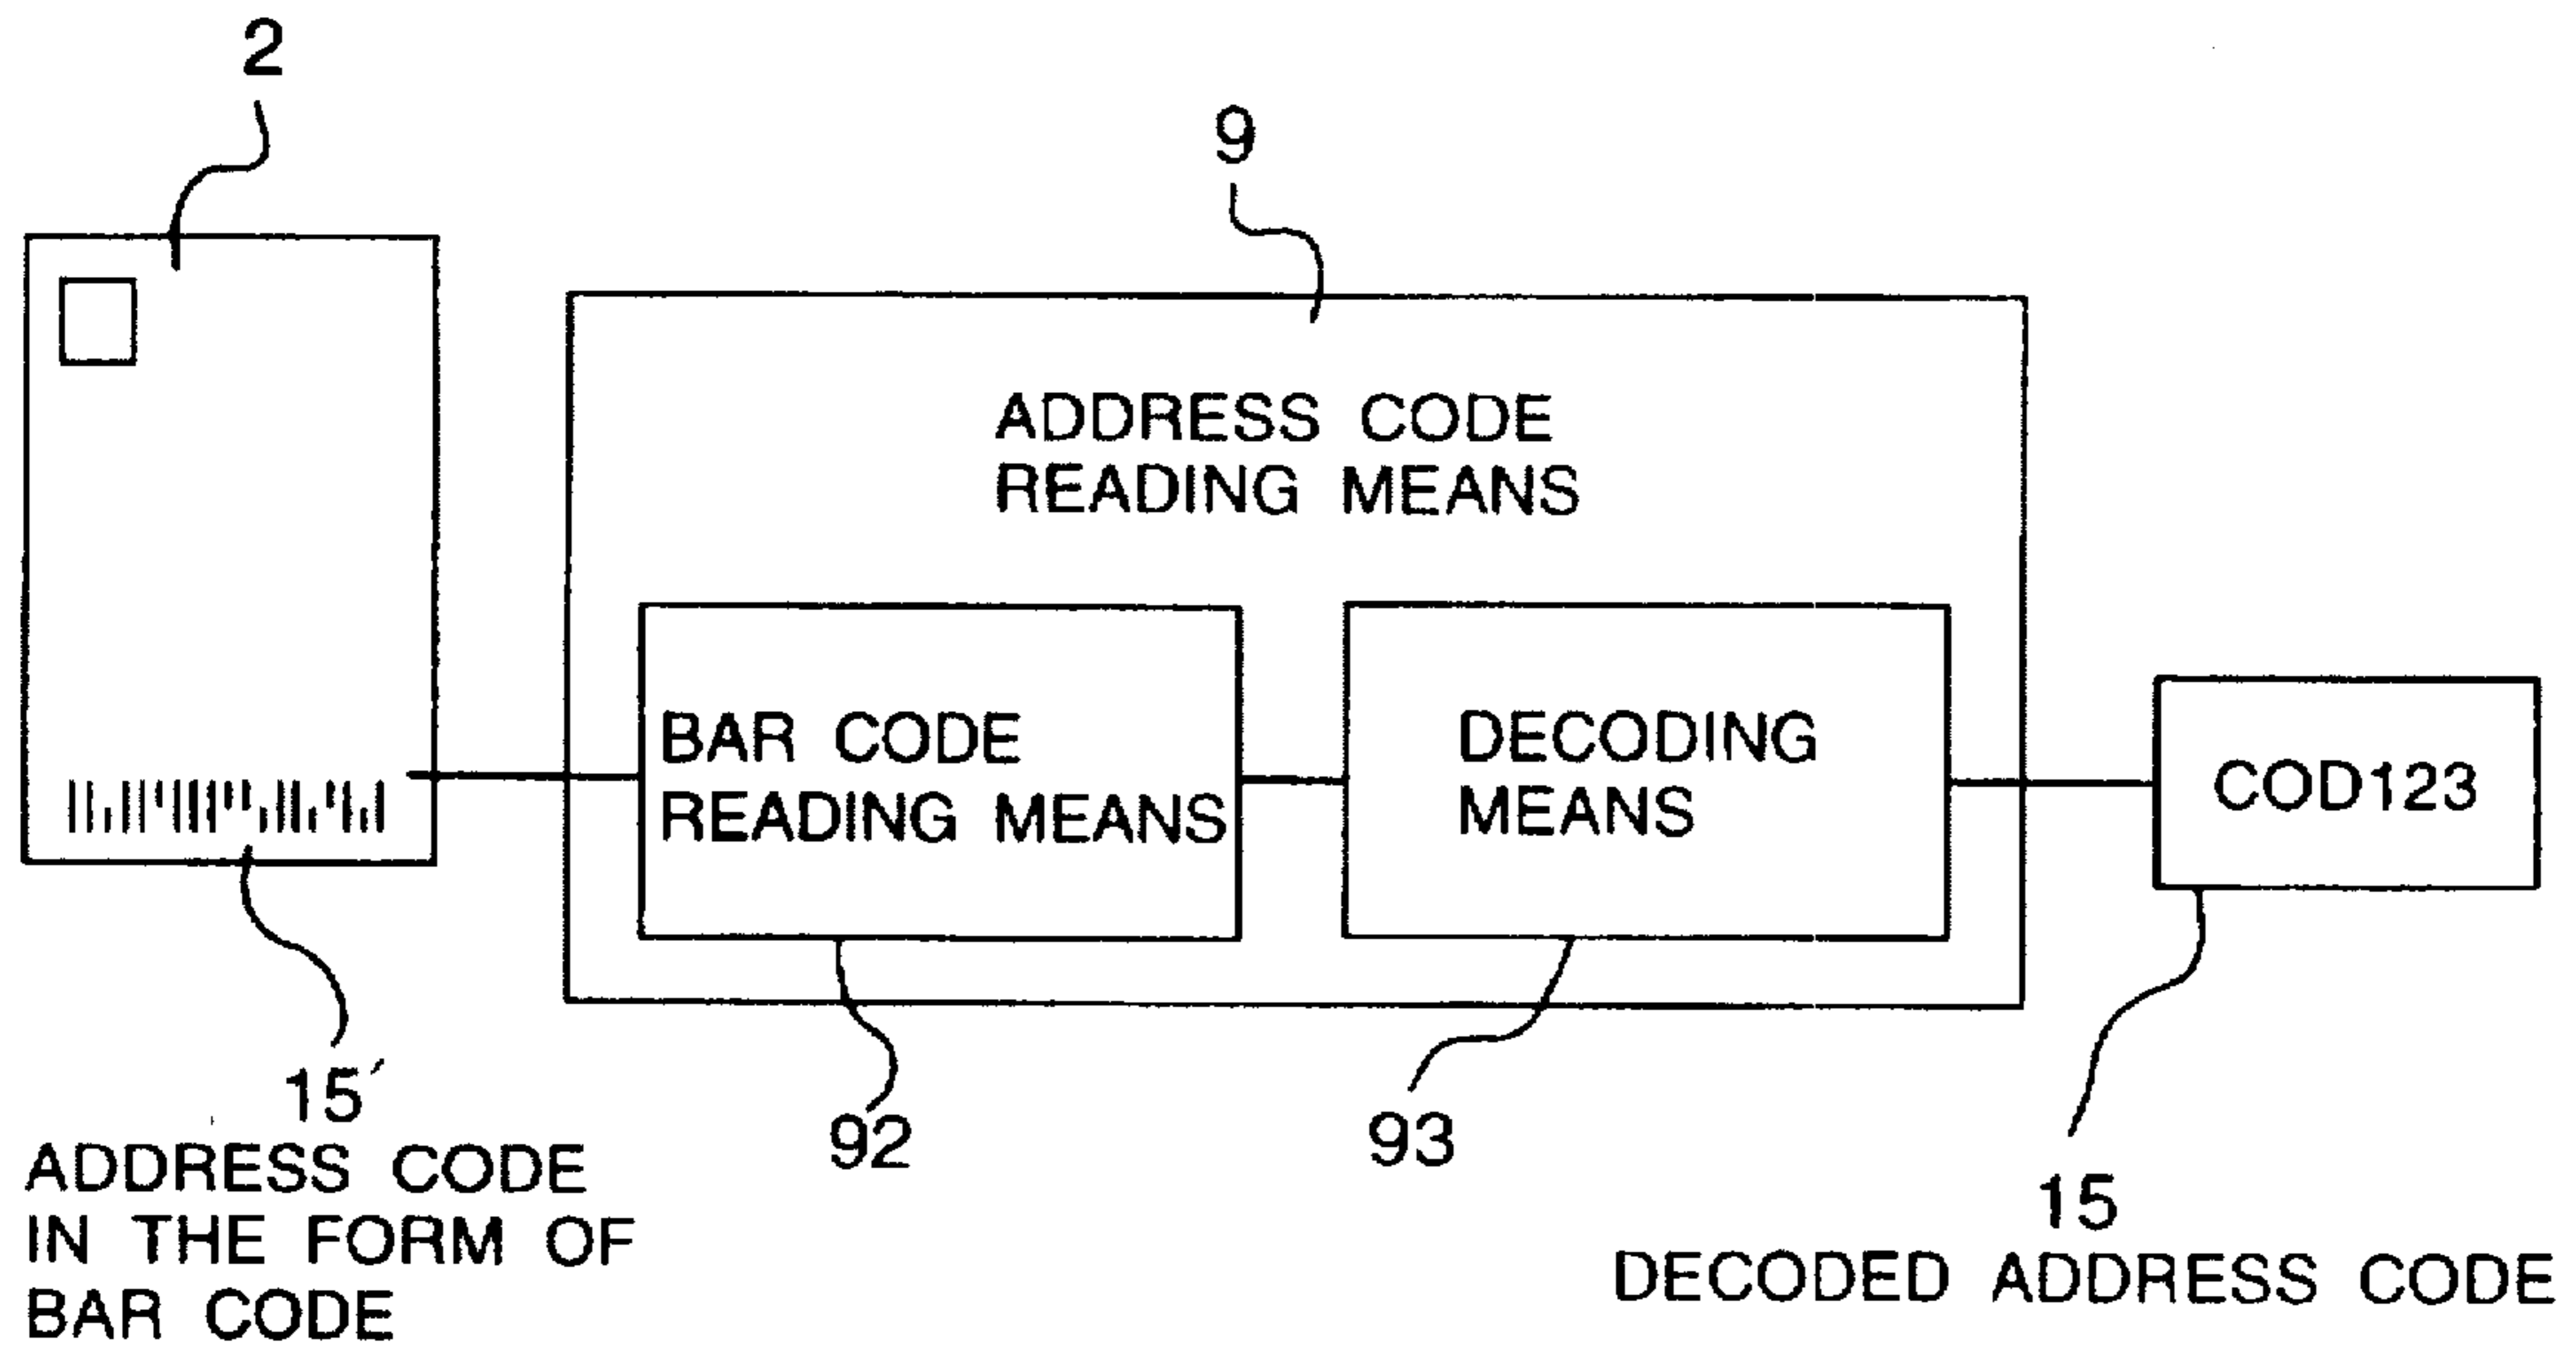 2
9
ADDRESS CODE
READING MEANS
BAR CODE
READING MEANS
DECODING
MEANS
COD123
15′
ADDRESS CODE
IN THE FORM OF
BAR CODE
92
93
15
DECODED ADDRESS CODE